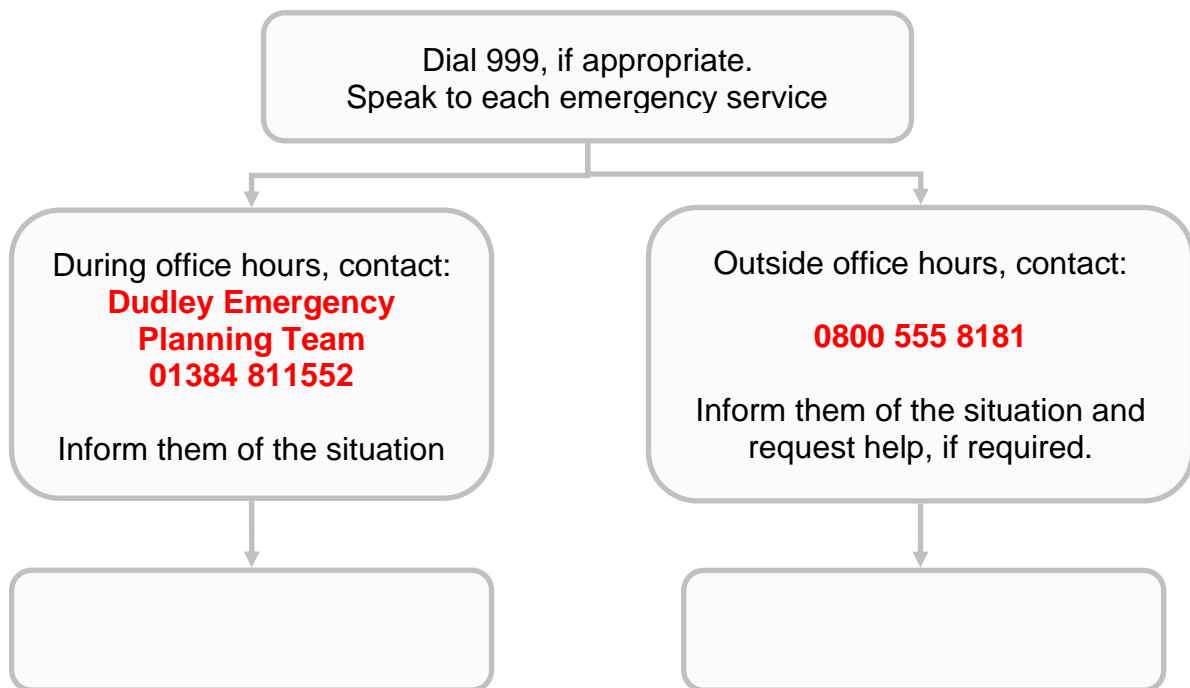 Dial 999, if appropriate.
Speak to each emergency service
During office hours, contact:
Dudley Emergency
Planning Team
01384 811552
Inform them of the situation
Outside office hours, contact:
0800 555 8181
Inform them of the situation and
request help, if required.